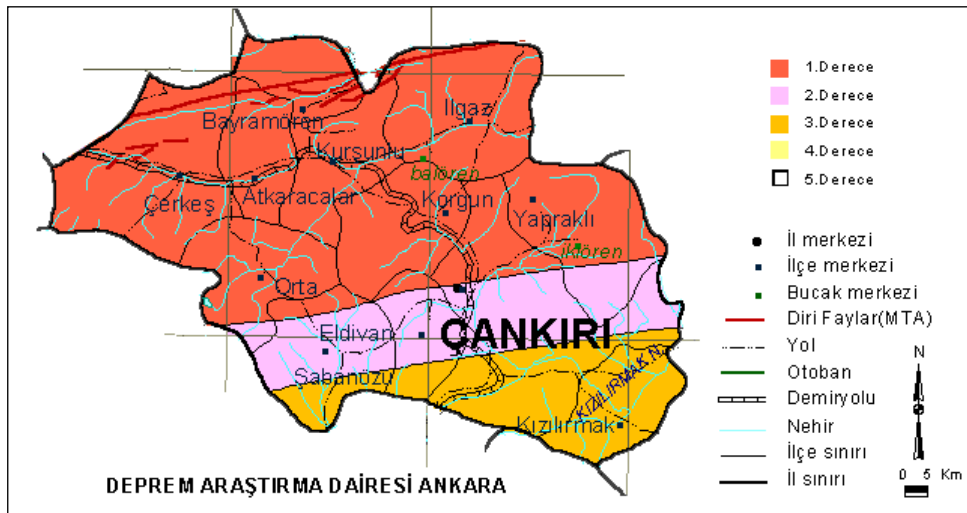 Bayramören
Ilgaz
Kurşunlu
balören
Çerkeş
Atkaracalar
Korgun
Yapraklı
iklören
Orta
Eldivan
ÇANKIRI
Şabanözü
KIZILIRMAK N.
Kızılırmak
DEPREM ARAŞTIRMA DAİRESİ ANKARA
1.Derece
2.Derece
3.Derece
4.Derece
5.Derece
İl merkezi
İlçe merkezi
Bucak merkezi
Diri Faylar(MTA)
Yol
Otoban
Demiryolu
Nehir
İlçe sınırı
İl sınırı
N
0 5 Km